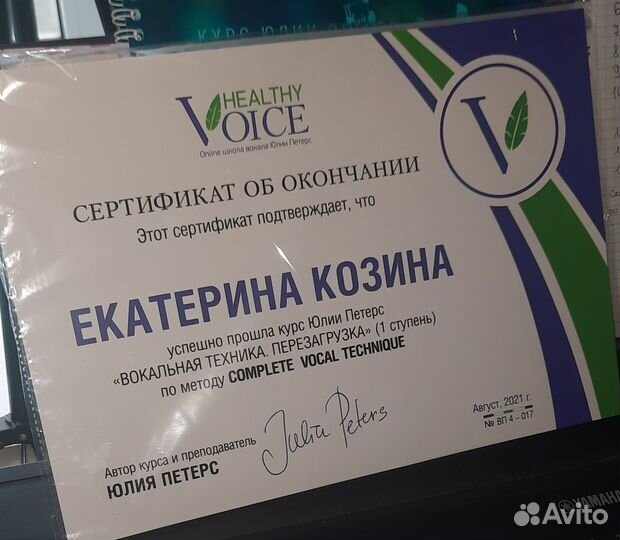 HEALTHY
VOICE
Online школа вокала Юлии Петерс
СЕРТИФИКАТ ОБ ОКОНЧАНИИ
Этот сертификат подтверждает, что
ЕКАТЕРИНА КОЗИНА
успешно прошла курс Юлии Петерс
«ВОКАЛЬНАЯ ТЕХНИКА. ПЕРЕЗАГРУЗКА» (1 ступень)
по методу COMPLETE VOCAL TECHNIQUE
Автор курса и преподаватель
ЮЛИЯ ПЕТЕРС
Julia Peters
Август, 2021 г.
№ ВП 4 - 017
V
YAMAHA
Avito